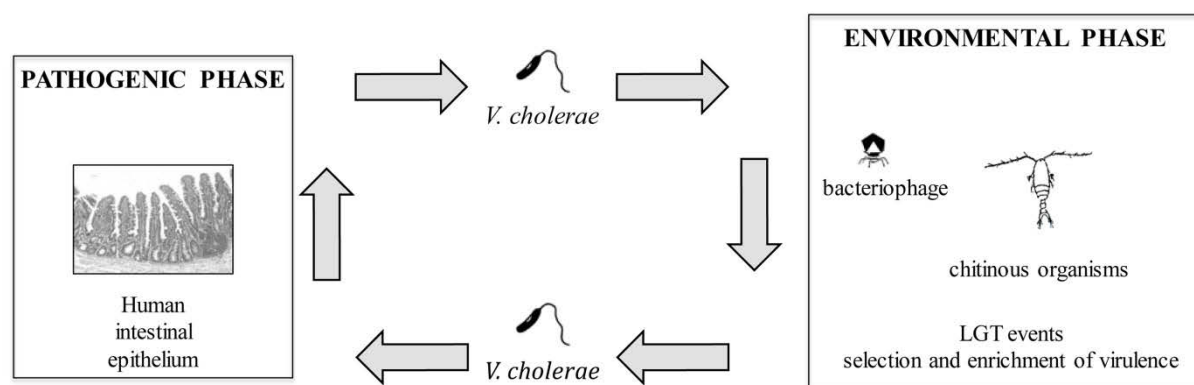 PATHOGENIC PHASE
Human
intestinal
epithelium
V. cholerae
V. cholerae
ENVIRONMENTAL PHASE
bacteriophage
chitinous organisms
LGT events
selection and enrichment of virulence